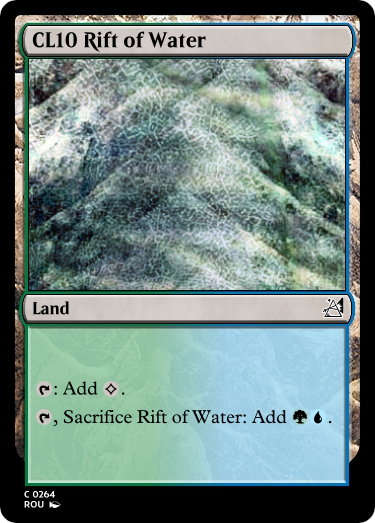 CL10 Rift of Water
Land
: Add .
, Sacrifice Rift of Water: Add .
C 0264
ROU